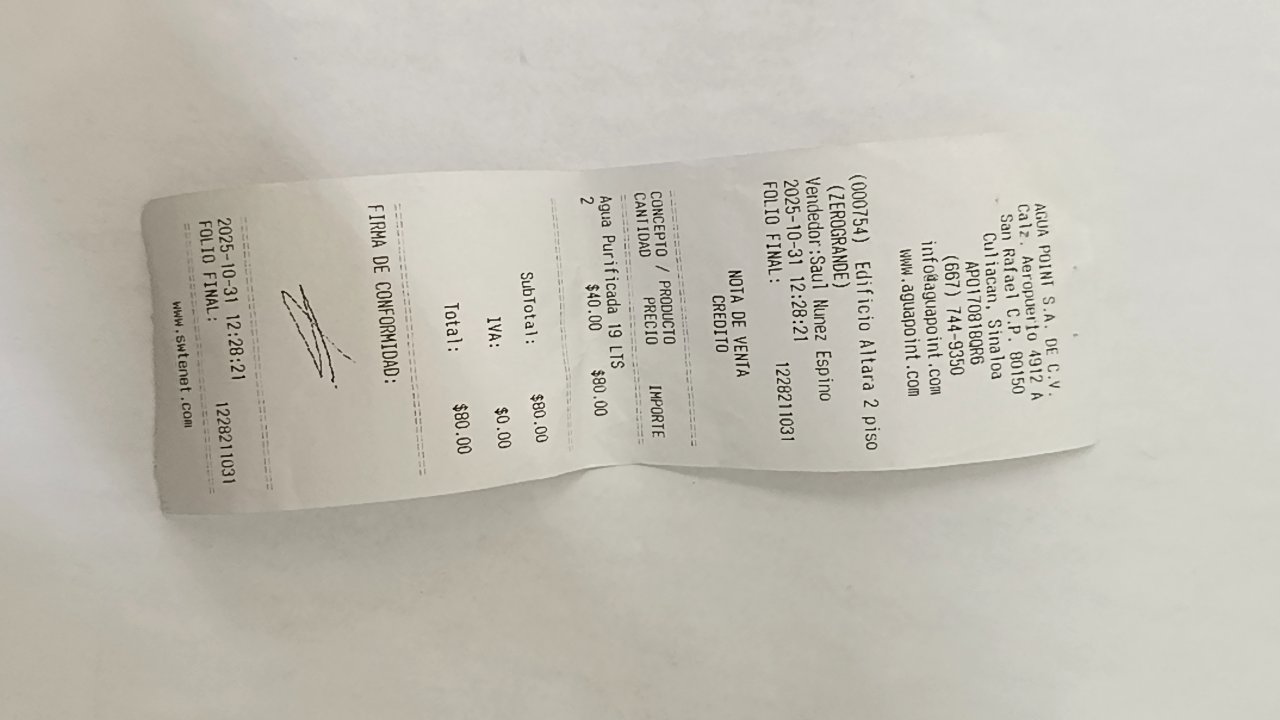 AGUA POINT S.A. DE C.V.
Calz. Aeropuerto 4912 A
San Rafael C.P. 80150
Culiacan, Sinaloa
APO170818QR6
(667) 744-9350
info@aguapoint.com
www.aguapoint.com
(000754) Edificio Altara 2 piso
(ZEROGRANDE)
Vendedor:Saul Nunez Espino
2025-10-31 12:28:21
FOLIO FINAL: 1228211031
NOTA DE VENTA
CREDITO
CONCEPTO / PRODUCTO
CANTIDAD PRECIO IMPORTE
Agua Purificada 19 LTS
2 $40.00 $80.00
SubTotal: $80.00
IVA: $0.00
Total: $80.00
FIRMA DE CONFORMIDAD:
2025-10-31 12:28:21
FOLIO FINAL: 1228211031
www.swtenet.com